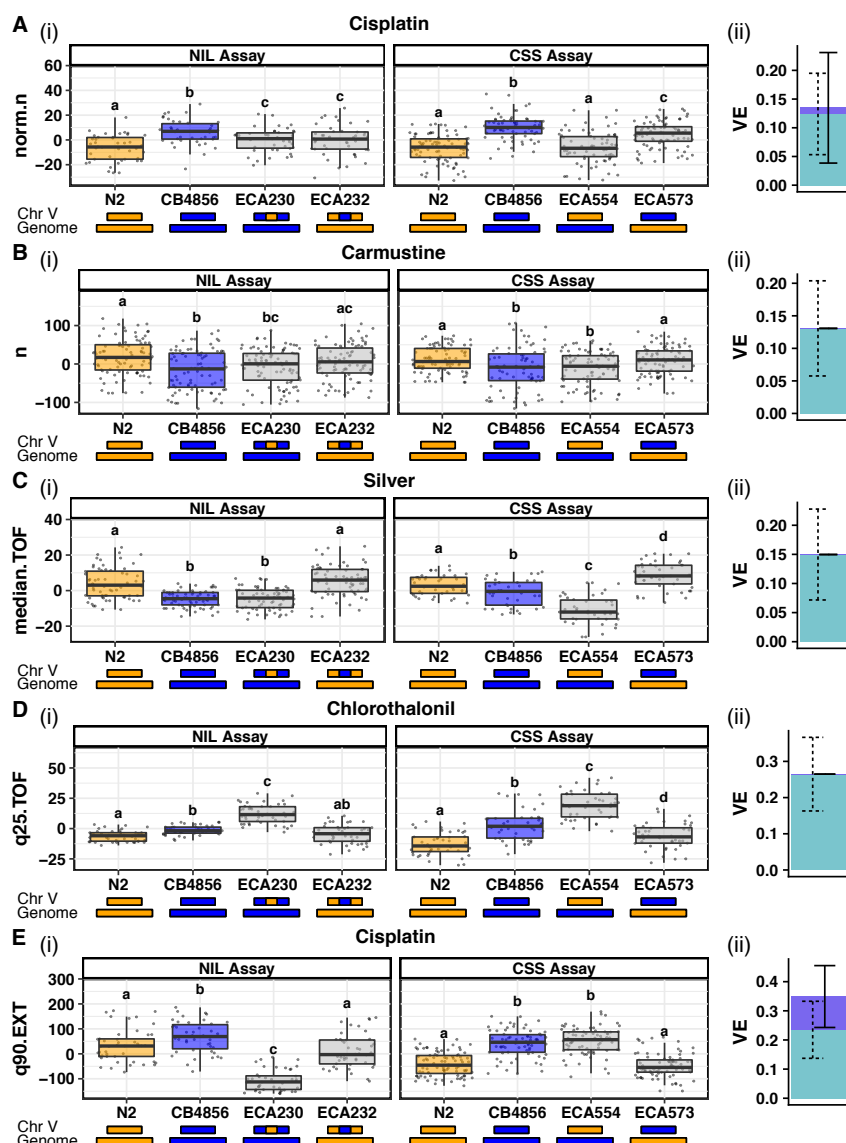 A (i) Cisplatin (ii)
NIL Assay CSS Assay
norm.n
60
40
20
0
−20
a b c c
a b a c
N2 CB4856 ECA230 ECA232 N2 CB4856 ECA554 ECA573
Chr V
Genome
VE
0.20
0.15
0.10
0.05
0.00
B (i) Carmustine (ii)
NIL Assay CSS Assay
n
100
0
−100
a b bc ac
a b b a
N2 CB4856 ECA230 ECA232 N2 CB4856 ECA554 ECA573
Chr V
Genome
VE
0.20
0.15
0.10
0.05
0.00
C (i) Silver (ii)
NIL Assay CSS Assay
median.TOF
40
20
0
−20
a b b a
a b c d
N2 CB4856 ECA230 ECA232 N2 CB4856 ECA554 ECA573
Chr V
Genome
VE
0.20
0.15
0.10
0.05
0.00
D (i) Chlorothalonil (ii)
NIL Assay CSS Assay
q25.TOF
50
25
0
−25
a b c ab
a b c d
N2 CB4856 ECA230 ECA232 N2 CB4856 ECA554 ECA573
Chr V
Genome
VE
0.3
0.2
0.1
0.0
E (i) Cisplatin (ii)
NIL Assay CSS Assay
q90.EXT
300
200
100
0
−100
a b c a
a b b a
N2 CB4856 ECA230 ECA232 N2 CB4856 ECA554 ECA573
Chr V
Genome
VE
0.4
0.3
0.2
0.1
0.0